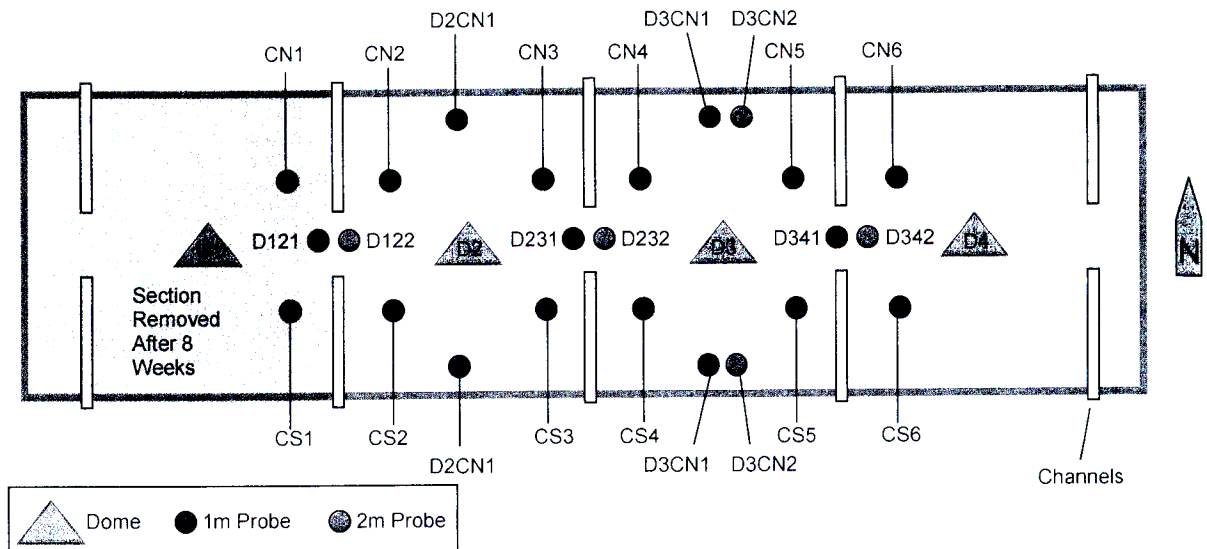 D2CN1 D3CN1 D3CN2
CN1 CN2 CN3 CN4 CN5 CN6
D121 D122 D2 D231 D232 D3 D341 D342 D4
N
Section
Removed
After 8
Weeks
CS1 CS2 CS3 CS4 CS5 CS6
D2CN1 D3CN1 D3CN2
Channels
Dome 1m Probe 2m Probe